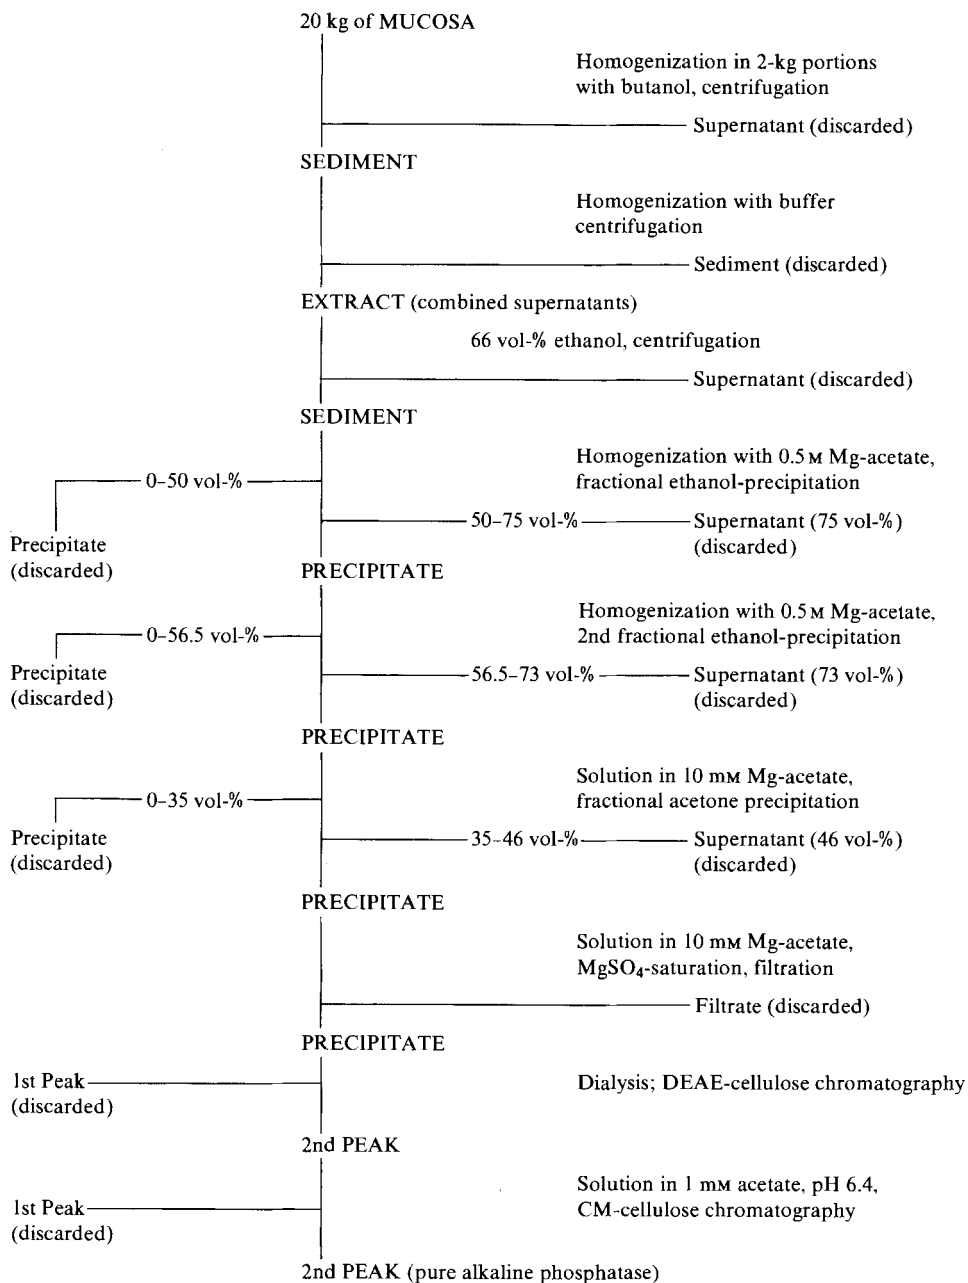 20 kg of MUCOSA
Homogenization in 2-kg portions
with butanol, centrifugation
Supernatant (discarded)
SEDIMENT
Homogenization with buffer
centrifugation
Sediment (discarded)
EXTRACT (combined supernatants)
66 vol-% ethanol, centrifugation
Supernatant (discarded)
SEDIMENT
Homogenization with 0.5 M Mg-acetate,
fractional ethanol-precipitation
0–50 vol-%
50–75 vol-%
Supernatant (75 vol-%)
(discarded)
Precipitate
(discarded)
PRECIPITATE
Homogenization with 0.5 M Mg-acetate,
2nd fractional ethanol-precipitation
0–56.5 vol-%
56.5–73 vol-%
Supernatant (73 vol-%)
(discarded)
Precipitate
(discarded)
PRECIPITATE
Solution in 10 mM Mg-acetate,
fractional acetone precipitation
0–35 vol-%
35–46 vol-%
Supernatant (46 vol-%)
(discarded)
Precipitate
(discarded)
PRECIPITATE
Solution in 10 mM Mg-acetate,
MgSO₄-saturation, filtration
Filtrate (discarded)
PRECIPITATE
1st Peak
(discarded)
Dialysis; DEAE-cellulose chromatography
2nd PEAK
Solution in 1 mM acetate, pH 6.4,
CM-cellulose chromatography
1st Peak
(discarded)
2nd PEAK (pure alkaline phosphatase)